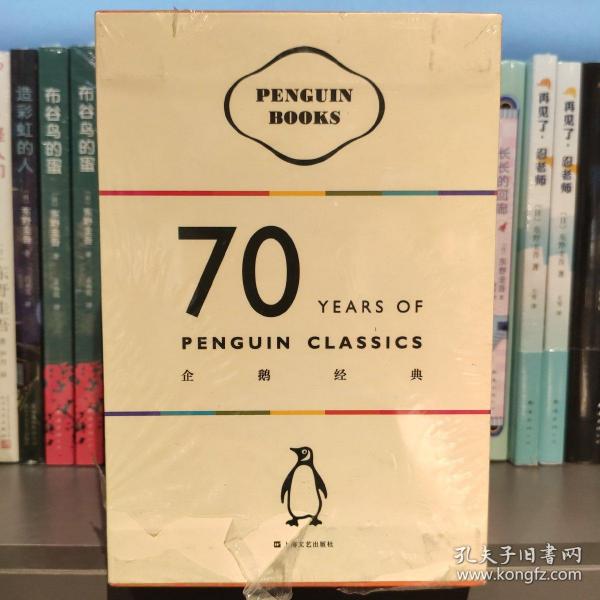 PENGUIN
BOOKS
70 YEARS OF
PENGUIN CLASSICS
企鹅经典
上海文艺出版社
造彩虹的人
布谷鸟的蛋
布谷鸟的蛋
长长的回廊
再见了，忍老师
再见了，忍老师
孔夫子旧书网
www.kongfz.com